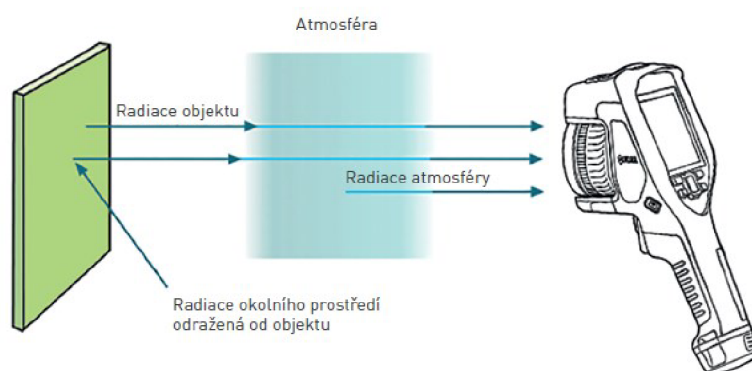 Atmosféra
Radiace objektu
Radiace atmosféry
Radiace okolního prostředí
odražená od objektu